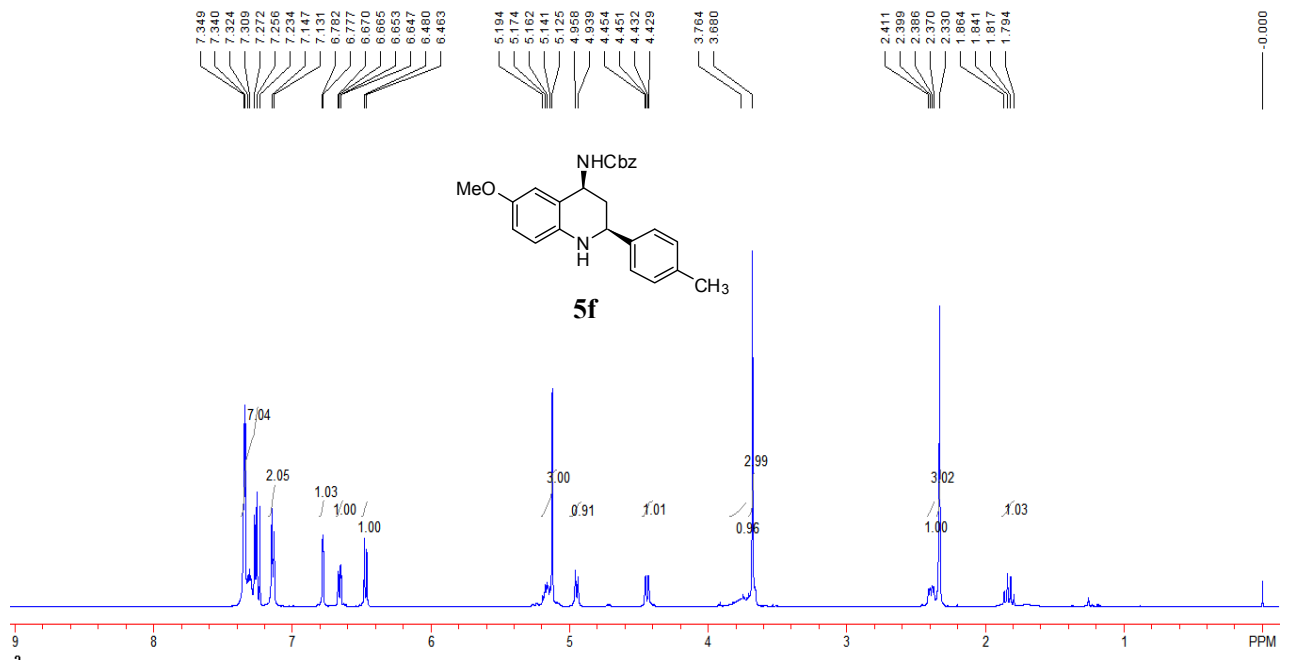 7.349 7.340 7.324 7.309 7.272 7.256 7.234 7.147 7.131 6.782 6.777 6.670 6.665 6.653 6.647 6.480 6.463 5.194 5.174 5.162 5.141 5.125 4.958 4.939 4.454 4.451 4.432 4.429 3.764 3.680 2.411 2.399 2.386 2.370 2.330 1.864 1.841 1.817 1.794 -0.000
NHCbz
MeO
N
H
CH3
5f
7.04
2.05 1.03 1.00 1.00 3.00 0.91 1.01 2.99 0.96 3.02 1.00 1.03
9 8 7 6 5 4 3 2 1 PPM